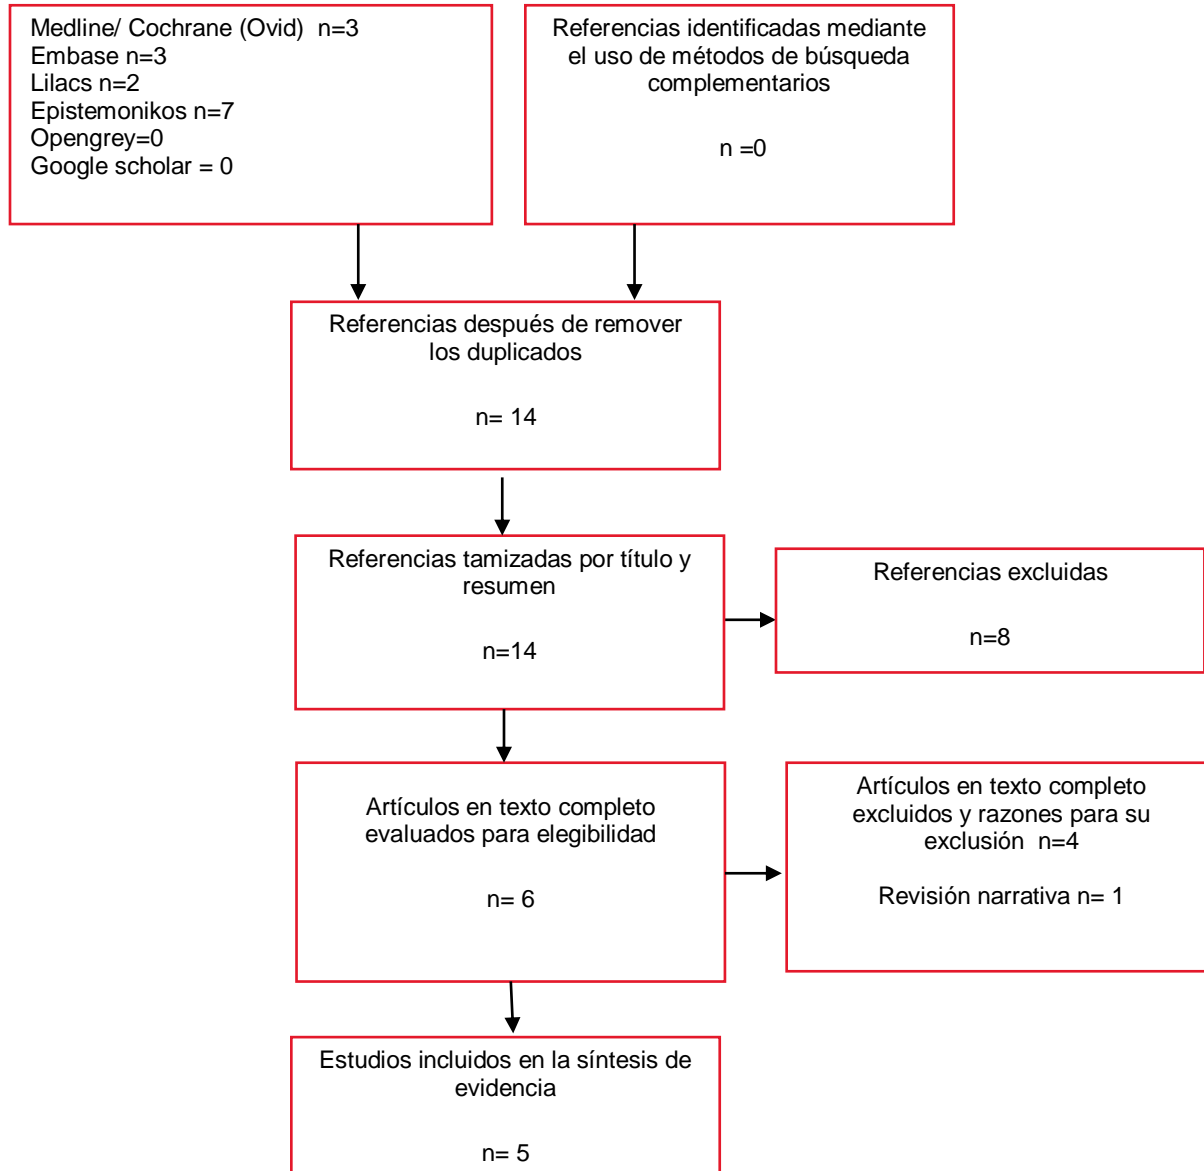 Medline/ Cochrane (Ovid)  n=3
Embase n=3
Lilacs n=2
Epistemonikos n=7
Opengrey=0
Google scholar = 0
Referencias identificadas mediante
el uso de métodos de búsqueda
complementarios
n =0
Referencias después de remover
los duplicados
n= 14
Referencias tamizadas por título y
resumen
n=14
Referencias excluidas
n=8
Artículos en texto completo
evaluados para elegibilidad
n= 6
Artículos en texto completo
excluidos y razones para su
exclusión  n=4
Revisión narrativa n= 1
Estudios incluidos en la síntesis de
evidencia
n= 5